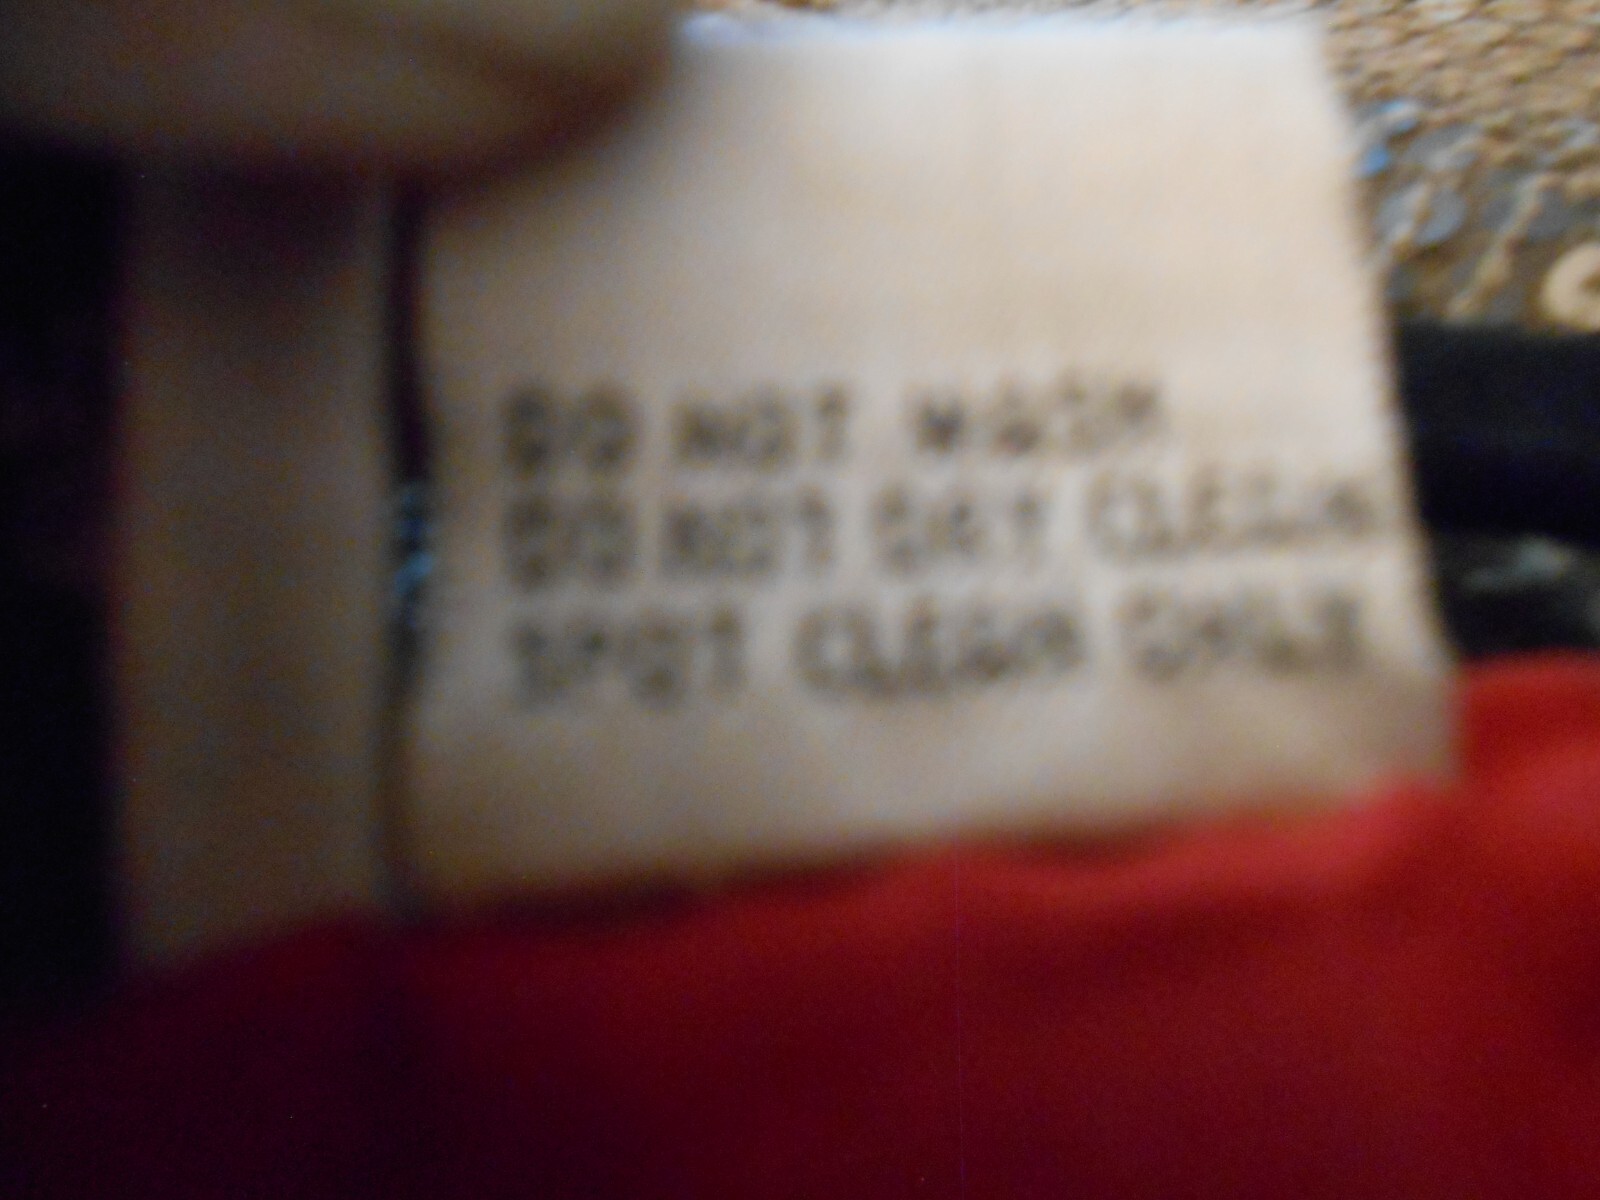 DO NOT WASH
DO NOT DRY CLEAN
SPOT CLEAN ONLY